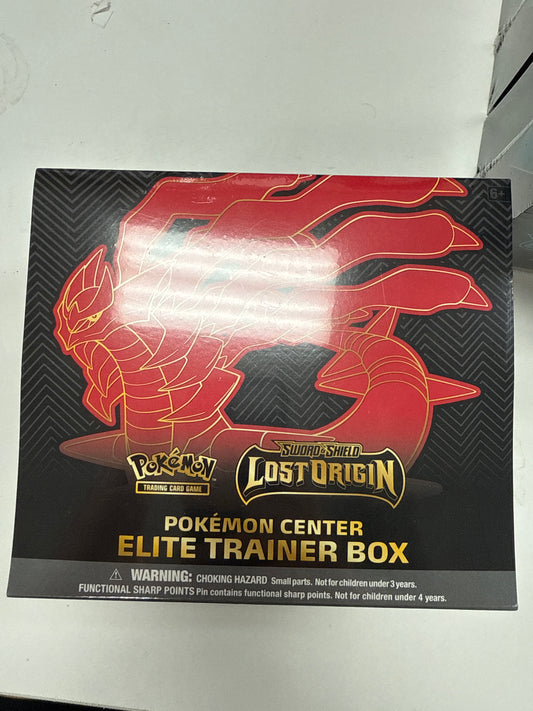 6+
Pokémon
TRADING CARD GAME
SWORD & SHIELD
LOST ORIGIN
POKÉMON CENTER
ELITE TRAINER BOX
⚠ WARNING: CHOKING HAZARD Small parts. Not for children under 3 years.
FUNCTIONAL SHARP POINTS Pin contains functional sharp points. Not for children under 4 years.